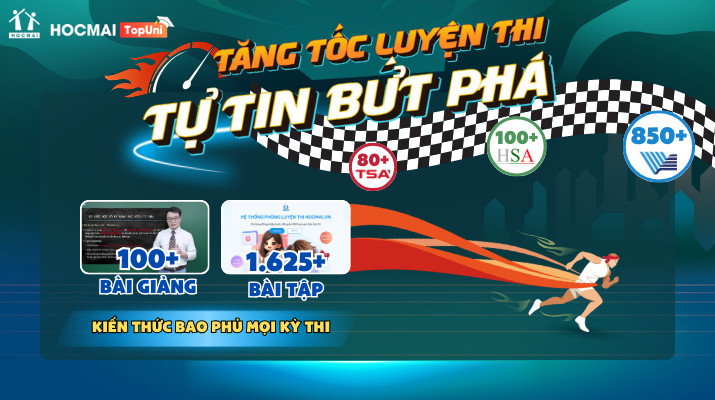 HOCMAI
HOCMAI TopUni
TĂNG TỐC LUYỆN THI
TỰ TIN BỨT PHÁ
80+
TSA
100+
HSA
850+
HỆ THỐNG PHÒNG LUYỆN THI HOCMAI.VN
100+
BÀI GIẢNG
1.625+
BÀI TẬP
KIẾN THỨC BAO PHỦ MỌI KỲ THI